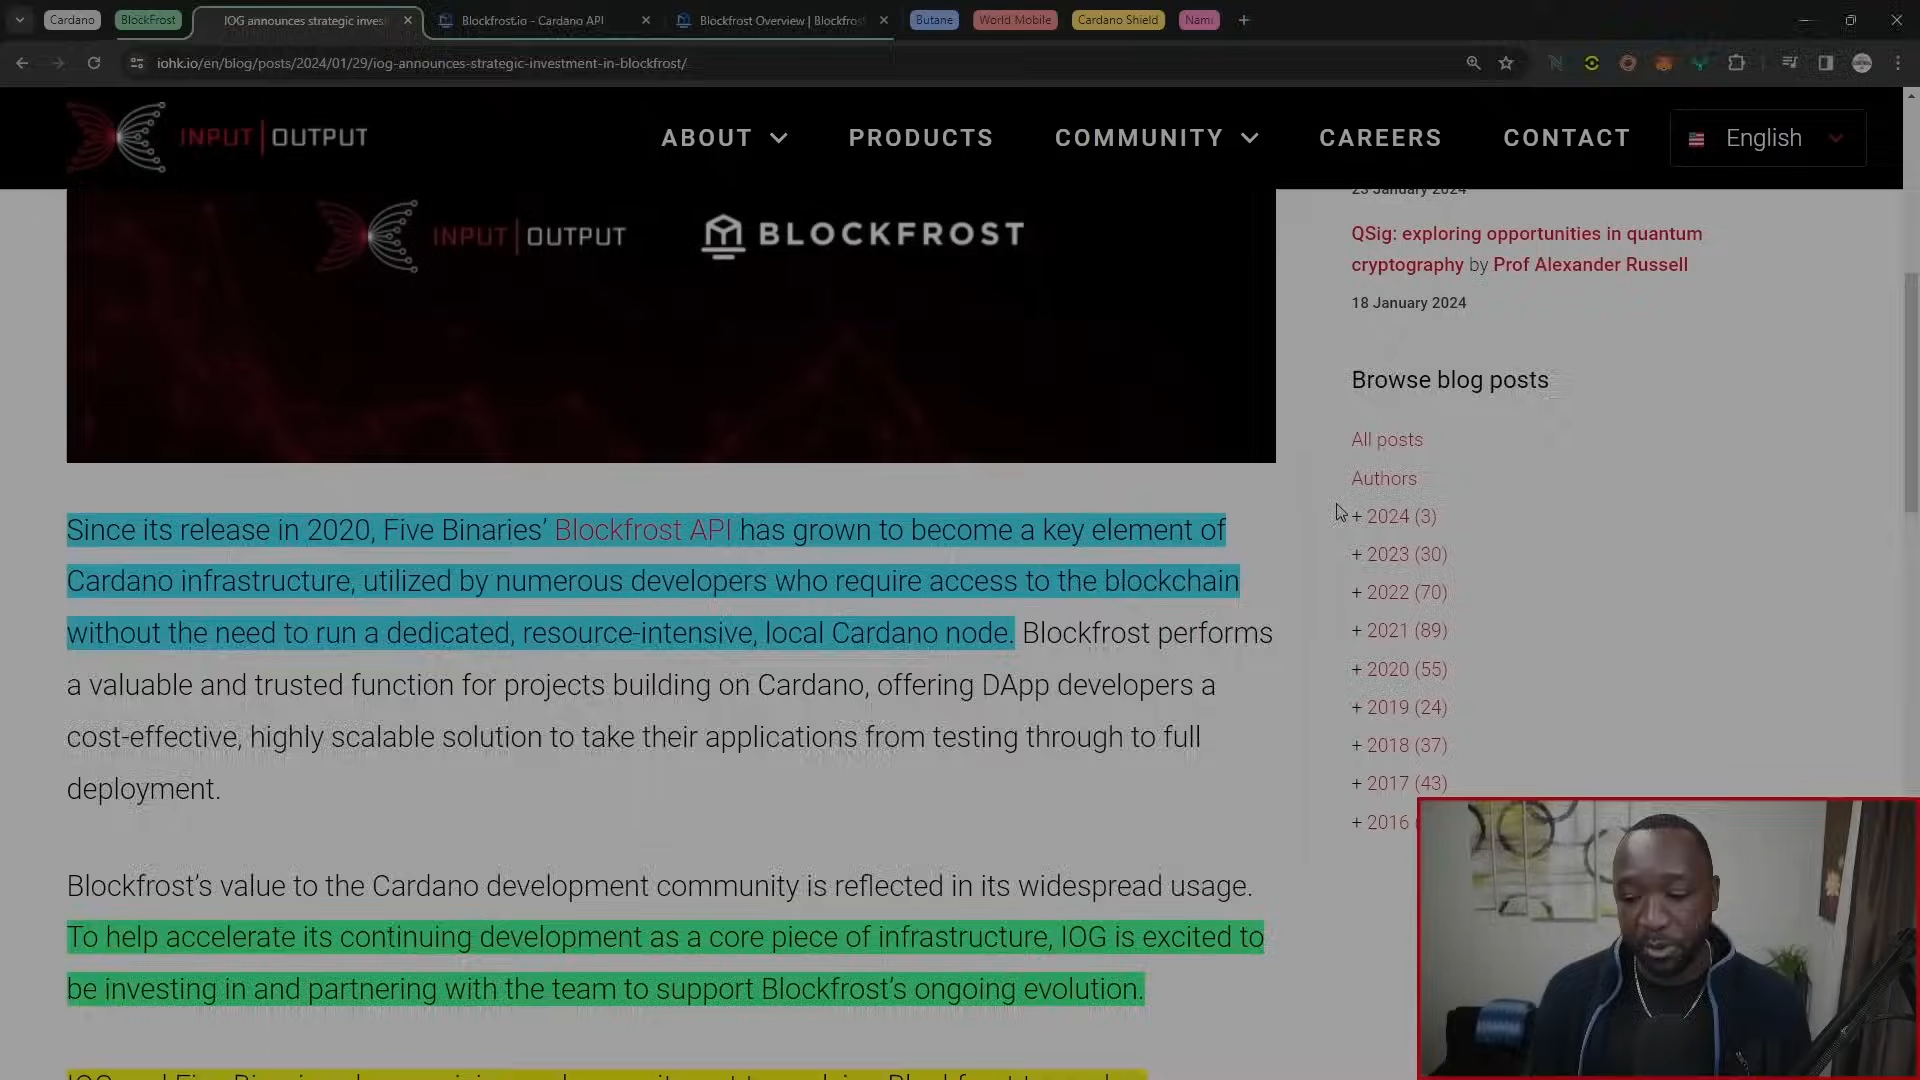 Cardano
BlockFrost
IOG announces strategic inves
Blockfrost.io - Cardano API
Blockfrost Overview | Blockfros
Butane
World Mobile
Cardano Shield
Nami
iohk.io/en/blog/posts/2024/01/29/iog-announces-strategic-investment-in-blockfrost/
INPUT | OUTPUT
ABOUT
PRODUCTS
COMMUNITY
CAREERS
CONTACT
English
INPUT | OUTPUT
BLOCKFROST
Since its release in 2020, Five Binaries’ Blockfrost API has grown to become a key element of
Cardano infrastructure, utilized by numerous developers who require access to the blockchain
without the need to run a dedicated, resource-intensive, local Cardano node. Blockfrost performs
a valuable and trusted function for projects building on Cardano, offering DApp developers a
cost-effective, highly scalable solution to take their applications from testing through to full
deployment.
Blockfrost’s value to the Cardano development community is reflected in its widespread usage.
To help accelerate its continuing development as a core piece of infrastructure, IOG is excited to
be investing in and partnering with the team to support Blockfrost’s ongoing evolution.
23 January 2024
QSig: exploring opportunities in quantum
cryptography by Prof Alexander Russell
18 January 2024
Browse blog posts
All posts
Authors
+ 2024 (3)
+ 2023 (30)
+ 2022 (70)
+ 2021 (89)
+ 2020 (55)
+ 2019 (24)
+ 2018 (37)
+ 2017 (43)
+ 2016